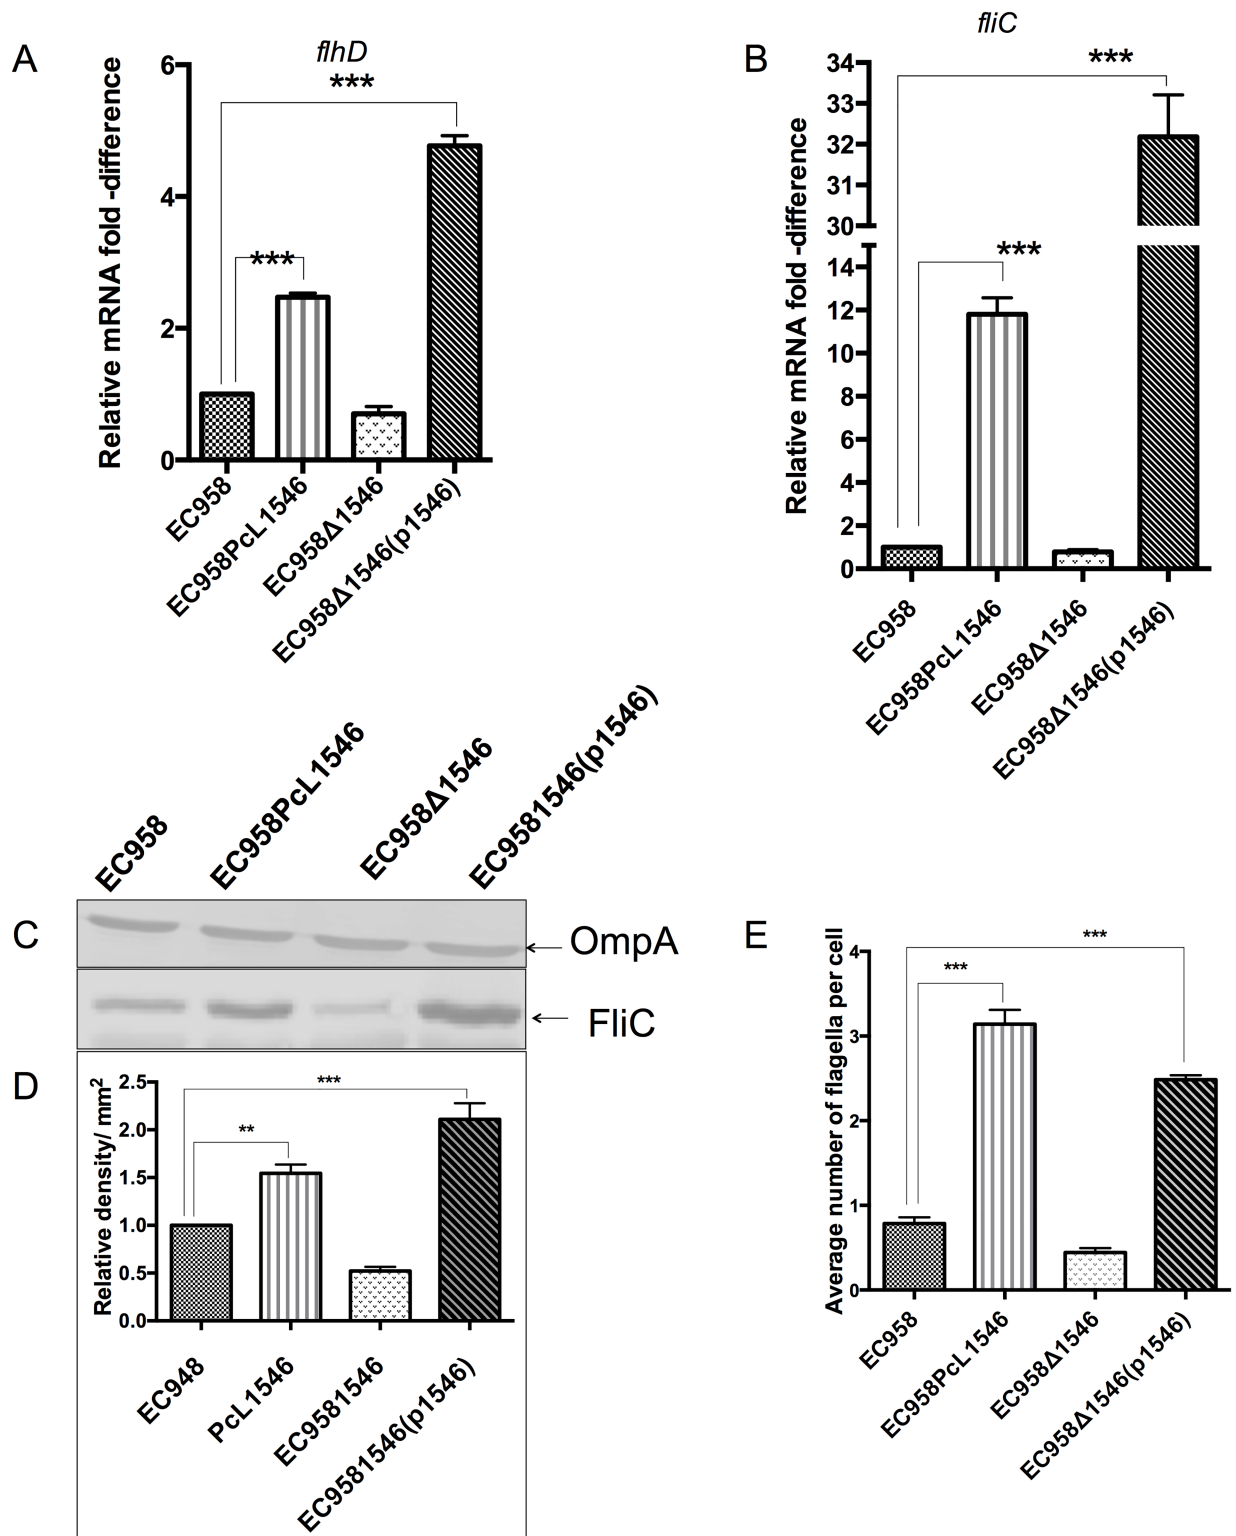 A
flhD
***
***
Relative mRNA fold -difference
6
4
2
0
EC958
EC958PcL1546
EC958Δ1546
EC958Δ1546(p1546)
B
fliC
***
***
Relative mRNA fold -difference
34
33
32
31
30
14
12
10
8
6
4
2
0
EC958
EC958PcL1546
EC958Δ1546
EC958Δ1546(p1546)
EC958
EC958PcL1546
EC958Δ1546
EC9581546(p1546)
C
OmpA
FliC
D
***
**
Relative density/ mm²
2.5
2.0
1.5
1.0
0.5
0.0
EC948
PcL1546
EC9581546
EC9581546(p1546)
E
***
***
Average number of flagella per cell
4
3
2
1
0
EC958
EC958PcL1546
EC958Δ1546
EC958Δ1546(p1546)